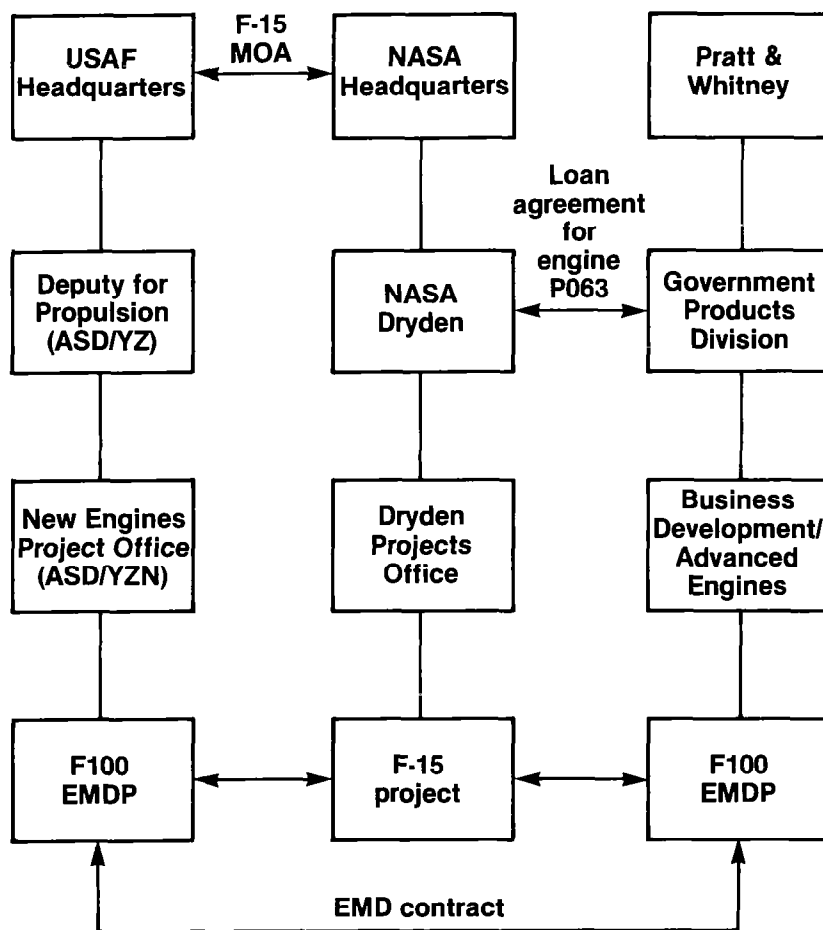 USAF
Headquarters
F-15
MOA
NASA
Headquarters
Pratt &
Whitney
Loan
agreement
for
engine
P063
Deputy for
Propulsion
(ASD/YZ)
NASA
Dryden
Government
Products
Division
New Engines
Project Office
(ASD/YZN)
Dryden
Projects
Office
Business
Development/
Advanced
Engines
F100
EMDP
F-15
project
F100
EMDP
EMD contract